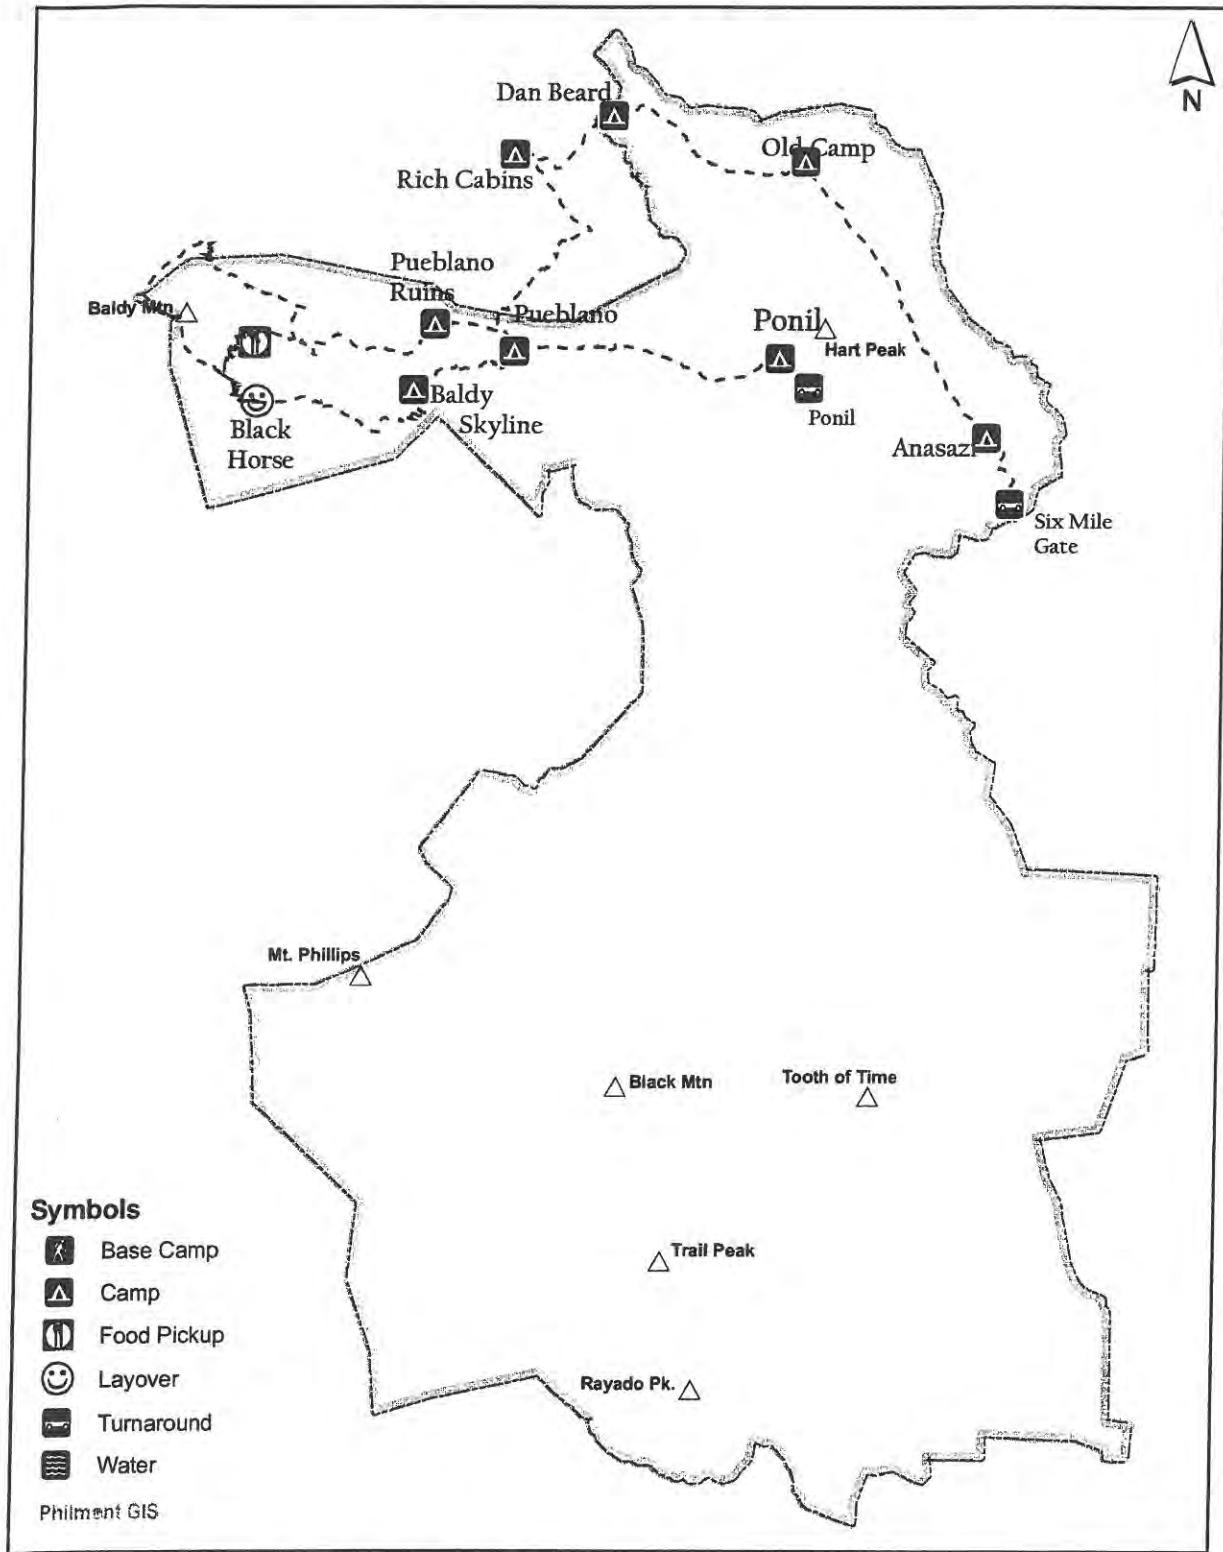 N
Dan Beard
Old Camp
Rich Cabins
Pueblano
Ruins
Baldy Mtn
Pueblano
Ponil
Hart Peak
Baldy
Skyline
Ponil
Black
Horse
Anasazi
Six Mile
Gate
Mt. Phillips
Black Mtn
Tooth of Time
Trail Peak
Rayado Pk.
Symbols
Base Camp
Camp
Food Pickup
Layover
Turnaround
Water
Philmont GIS